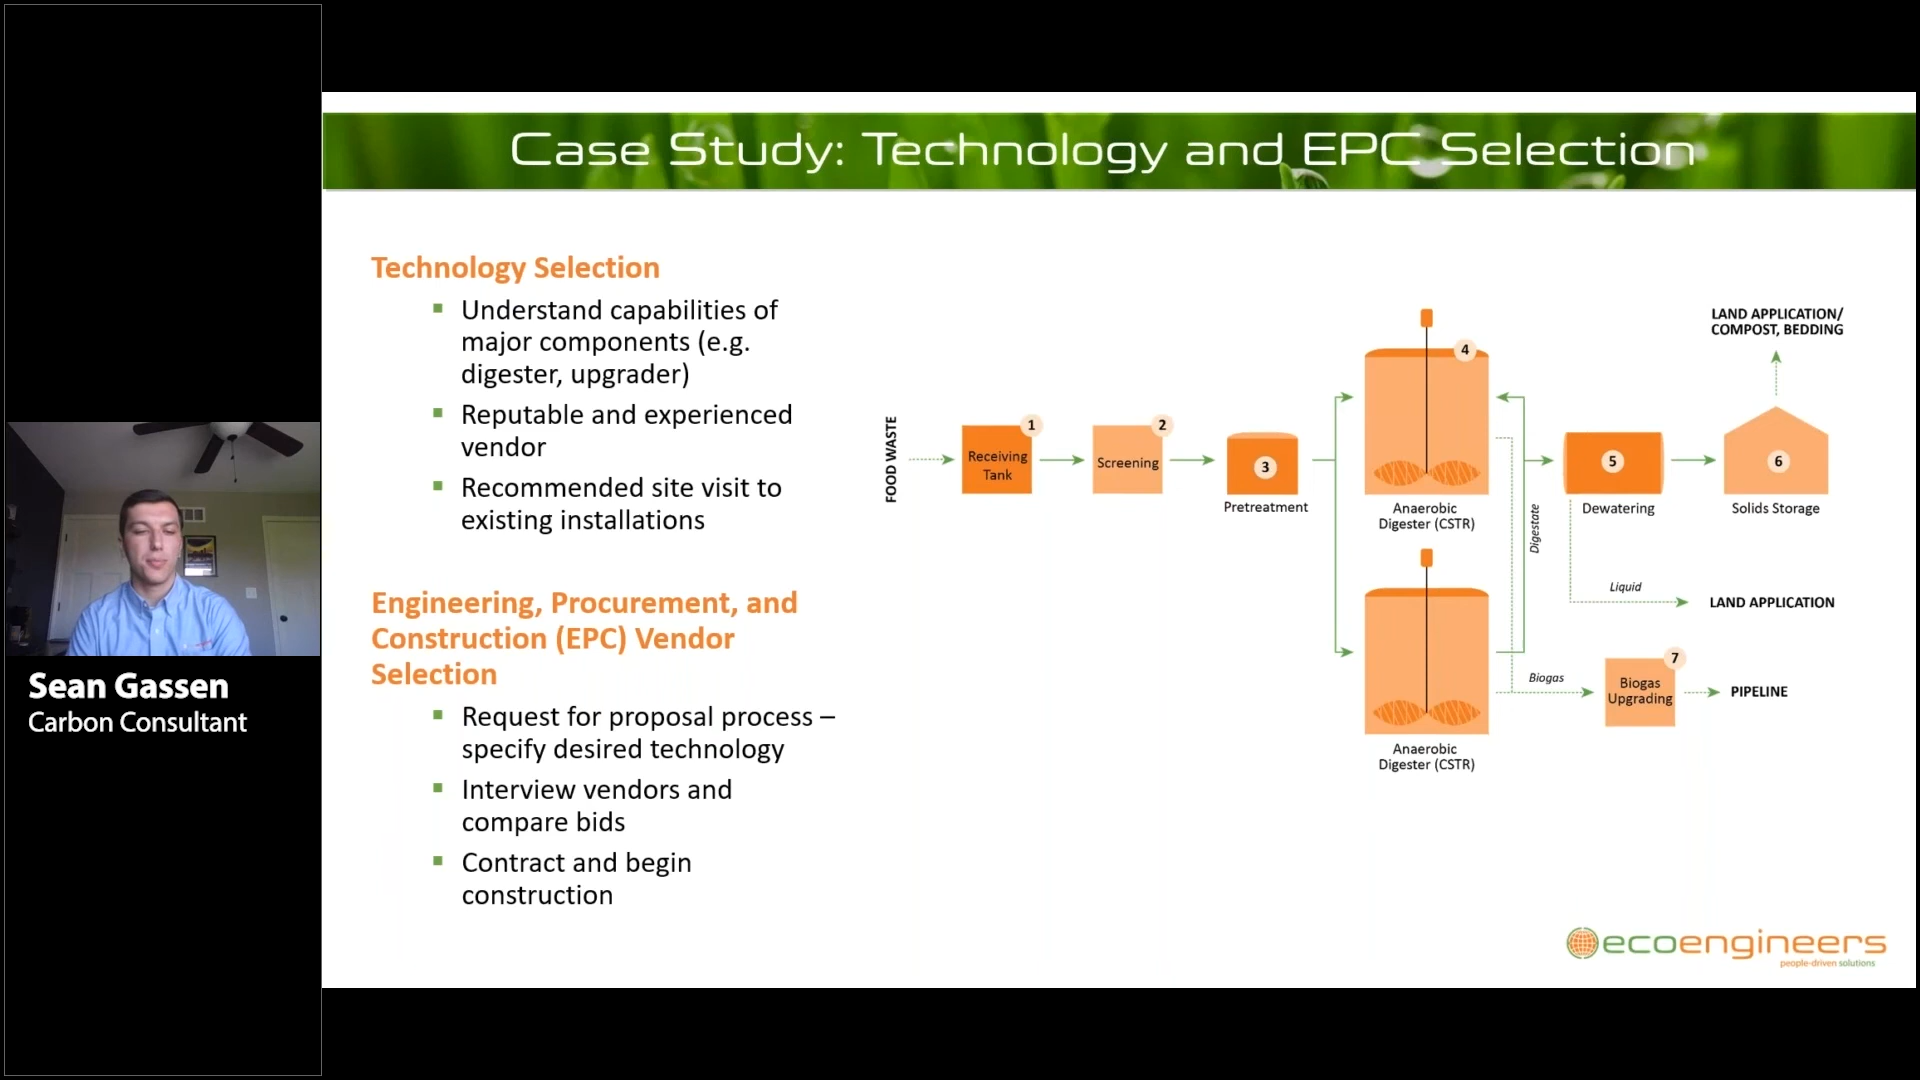 Case Study: Technology and EPC Selection
Technology Selection
Understand capabilities of
major components (e.g.
digester, upgrader)
Reputable and experienced
vendor
Recommended site visit to
existing installations
Engineering, Procurement, and
Construction (EPC) Vendor
Selection
Request for proposal process –
specify desired technology
Interview vendors and
compare bids
Contract and begin
construction
FOOD WASTE
1
Receiving
Tank
2
Screening
3
Pretreatment
4
Anaerobic
Digester (CSTR)
Anaerobic
Digester (CSTR)
Digestate
5
Dewatering
6
Solids Storage
LAND APPLICATION/
COMPOST, BEDDING
Liquid
LAND APPLICATION
Biogas
7
Biogas
Upgrading
PIPELINE
ecoengineers
people-driven solutions
Sean Gassen
Carbon Consultant